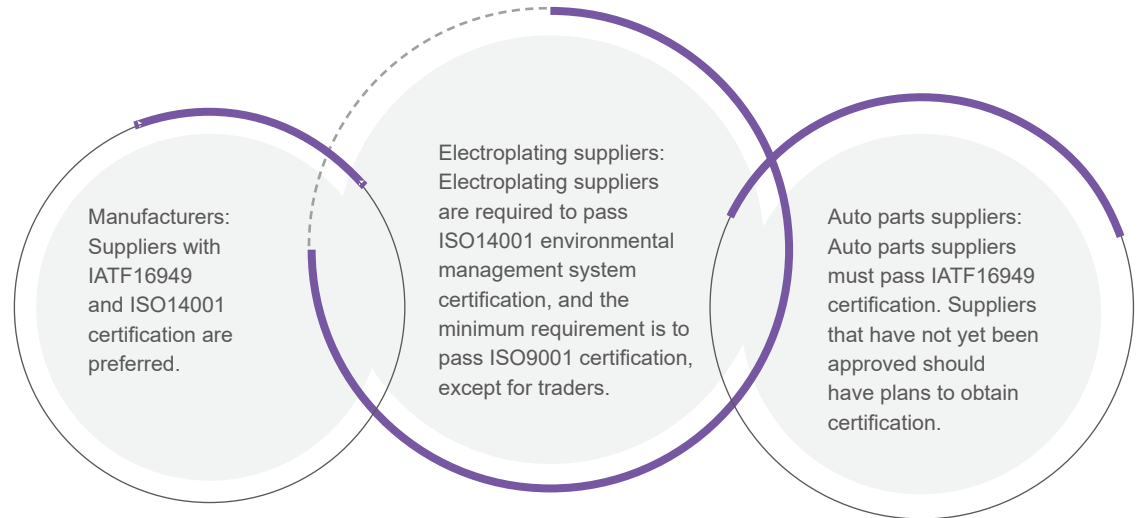 Manufacturers:
Suppliers with
IATF16949
and ISO14001
certification are
preferred.
Electroplating suppliers:
Electroplating suppliers
are required to pass
ISO14001 environmental
management system
certification, and the
minimum requirement is to
pass ISO9001 certification,
except for traders.
Auto parts suppliers:
Auto parts suppliers
must pass IATF16949
certification. Suppliers
that have not yet been
approved should
have plans to obtain
certification.